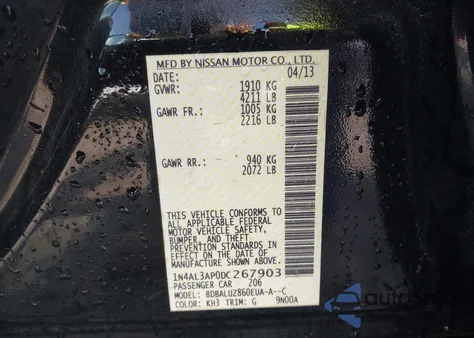 MFD BY NISSAN MOTOR CO., LTD.
DATE: 04/13
GVWR: 1910 KG
4211 LB
GAWR FR: 1005 KG
2216 LB
GAWR RR: 940 KG
2072 LB
THIS VEHICLE CONFORMS TO
ALL APPLICABLE FEDERAL
MOTOR VEHICLE SAFETY,
BUMPER, AND THEFT
PREVENTION STANDARDS
IN EFFECT ON THE DATE OF
MANUFACTURE SHOWN ABOVE.
1N4AL3AP0DC267903
PASSENGER CAR 206
MODEL: BDBALUZ860EUA-A--C
COLOR: KH3 TRIM: G 9N00A